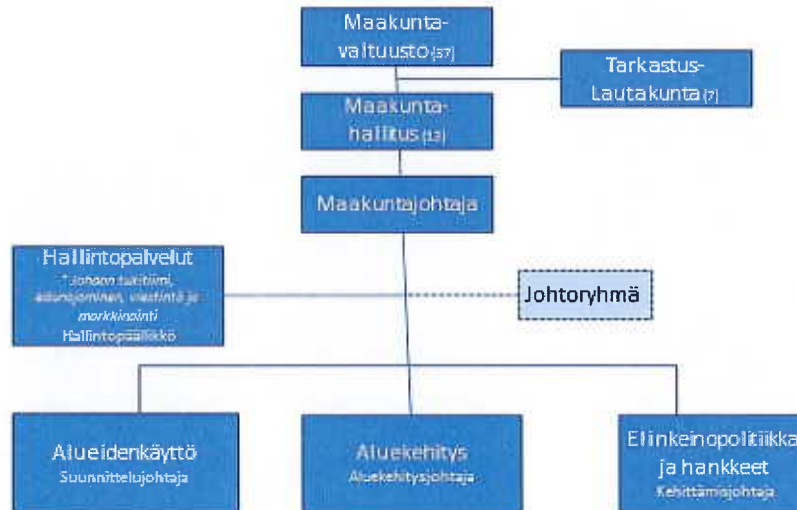 Maakunta-
valtuusto (37)
Tarkastus-
Lautakunta (7)
Maakunta-
hallitus (13)
Maakuntajohtaja
Hallintopalvelut
* Johdon tukitiimi,
edunajaminen, viestintä ja
markkinointi
Hallintopäällikkö
Johtoryhmä
Alueidenkäyttö
Suunnittelujohtaja
Aluekehitys
Aluekehitysjohtaja
Elinkeinopolitiikka
ja hankkeet
Kehittämisjohtaja